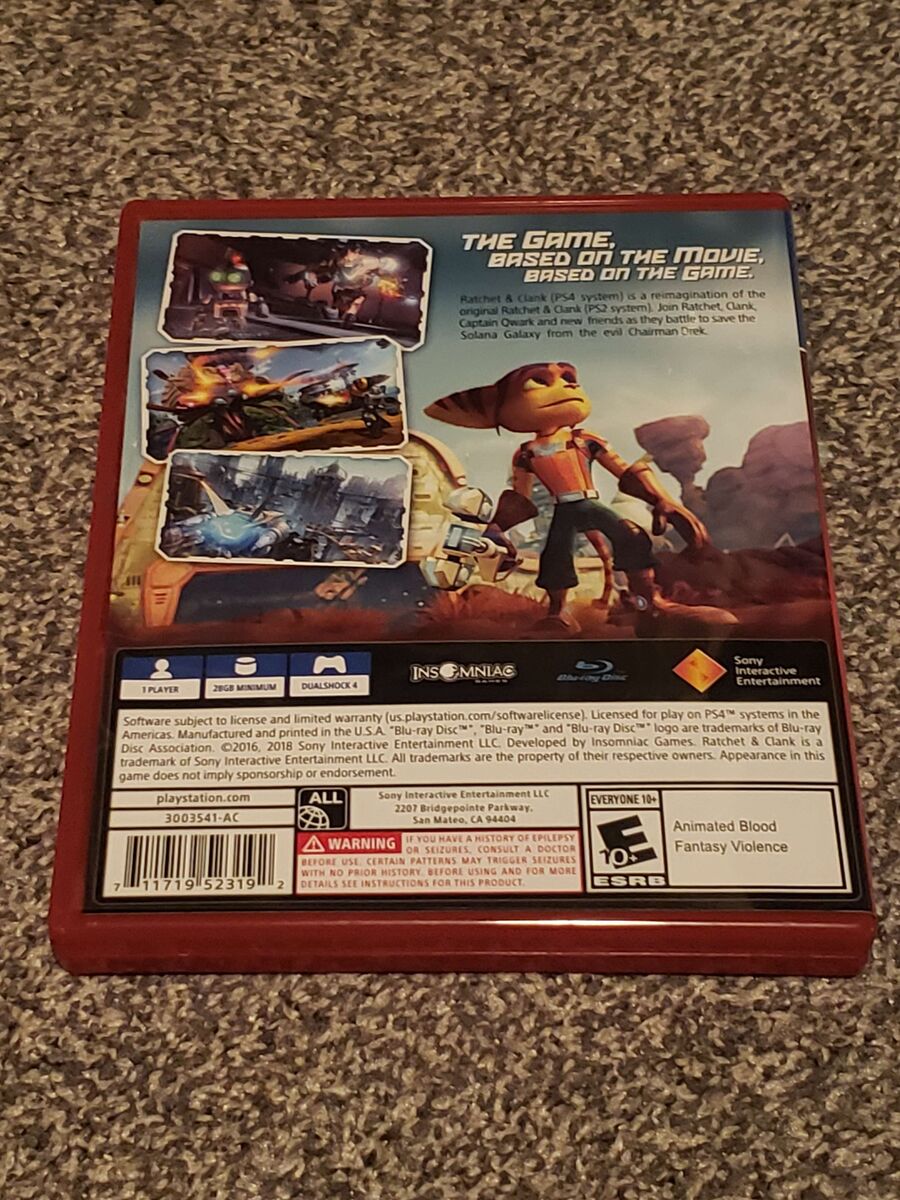 THE GAME,
BASED ON THE MOVIE,
BASED ON THE GAME.
Ratchet & Clank (PS4 system) is a reimagination of the
original Ratchet & Clank (PS2 system). Join Ratchet, Clank,
Captain Qwark and new friends as they battle to save the
Solana Galaxy from the evil Chairman Drek.
1 PLAYER
28GB MINIMUM
DUALSHOCK 4
INSOMNIAC
GAMES
Blu-ray Disc
Sony
Interactive
Entertainment
Software subject to license and limited warranty (us.playstation.com/softwarelicense). Licensed for play on PS4™ systems in the
Americas. Manufactured and printed in the U.S.A. "Blu-ray Disc™", "Blu-ray™" and "Blu-ray Disc™" logo are trademarks of Blu-ray
Disc Association. ©2016, 2018 Sony Interactive Entertainment LLC. Developed by Insomniac Games. Ratchet & Clank is a
trademark of Sony Interactive Entertainment LLC. All trademarks are the property of their respective owners. Appearance in this
game does not imply sponsorship or endorsement.
playstation.com
3003541-AC
7 11719 52319 2
ALL
Sony Interactive Entertainment LLC
2207 Bridgepointe Parkway,
San Mateo, CA 94404
WARNING IF YOU HAVE A HISTORY OF EPILEPSY
OR SEIZURES, CONSULT A DOCTOR
BEFORE USE. CERTAIN PATTERNS MAY TRIGGER SEIZURES
WITH NO PRIOR HISTORY. BEFORE USING AND FOR MORE
DETAILS SEE INSTRUCTIONS FOR THIS PRODUCT.
EVERYONE 10+
E
10+
ESRB
Animated Blood
Fantasy Violence